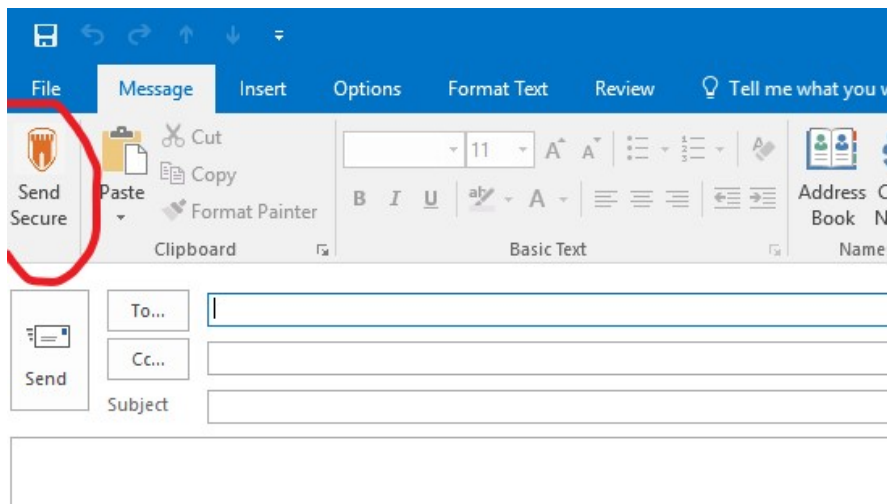 File Message Insert Options Format Text Review Tell me what you
Send Secure
Paste
Cut
Copy
Format Painter
Clipboard
11
B I U
Basic Text
Address Book
Name
Send
To...
Cc...
Subject